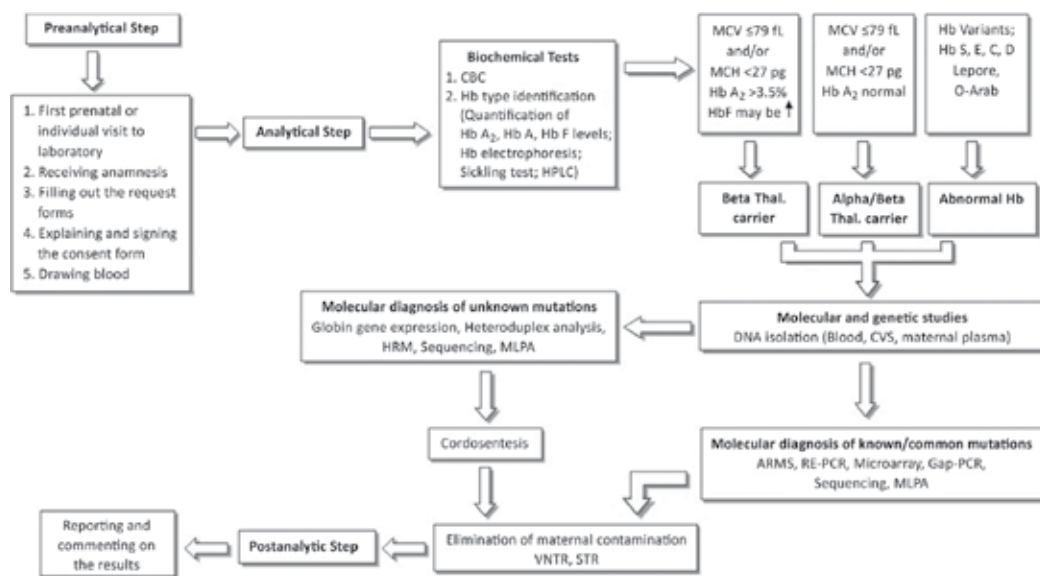 Preanalytical Step
1. First prenatal or
individual visit to
laboratory
2. Receiving anamnesis
3. Filling out the request
forms
4. Explaining and signing
the consent form
5. Drawing blood
Analytical Step
Biochemical Tests
1. CBC
2. Hb type identification
(Quantification of
Hb A₂, Hb A, Hb F levels;
Hb electrophoresis;
Sickling test; HPLC)
MCV ≤79 fL
and/or
MCH <27 pg
Hb A₂ >3.5%
HbF may be ↑
MCV ≤79 fL
and/or
MCH <27 pg
Hb A₂ normal
Hb Variants;
Hb S, E, C, D
Lepore,
O-Arab
Beta Thal.
carrier
Alpha/Beta
Thal. carrier
Abnormal Hb
Molecular and genetic studies
DNA isolation (Blood, CVS, maternal plasma)
Molecular diagnosis of unknown mutations
Globin gene expression, Heteroduplex analysis,
HRM, Sequencing, MLPA
Cordosentesis
Molecular diagnosis of known/common mutations
ARMS, RE-PCR, Microarray, Gap-PCR,
Sequencing, MLPA
Elimination of maternal contamination
VNTR, STR
Postanalytic Step
Reporting and
commenting on
the results